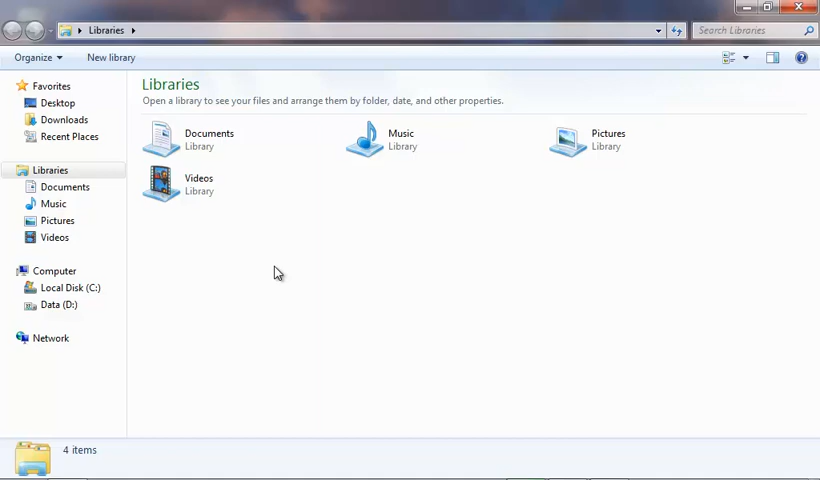 Libraries
Search Libraries
Organize
New library
Favorites
Desktop
Downloads
Recent Places
Libraries
Documents
Music
Pictures
Videos
Computer
Local Disk (C:)
Data (D:)
Network
Libraries
Open a library to see your files and arrange them by folder, date, and other properties.
Documents
Library
Music
Library
Pictures
Library
Videos
Library
4 items